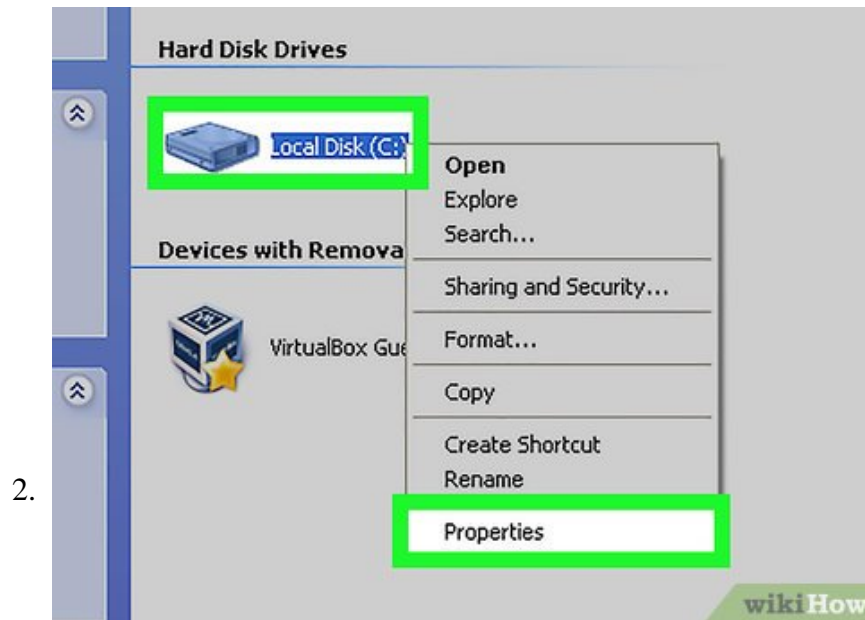 Hard Disk Drives
Local Disk (C:)
Open
Explore
Search...
Devices with Remova
Sharing and Security...
VirtualBox Gue
Format...
Copy
Create Shortcut
Rename
2.
Properties
wikiHow